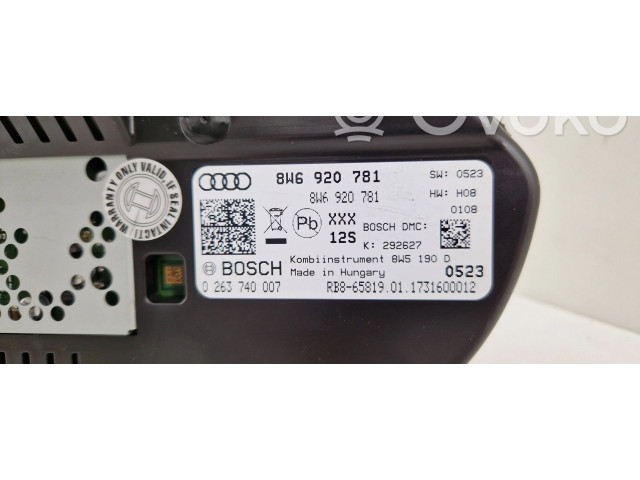 OVOKO
8W6 920 781
SW: 0523
8W6 920 781
HW: H08
0108
Pb
XXX
12S
BOSCH DMC:
K: 292627
BOSCH
Kombiinstrument 8W5 190 D
Made in Hungary
0523
0 263 740 007
RB8-65819.01.1731600012
WARRANTY ONLY VALID, IF SEAL INTACT!